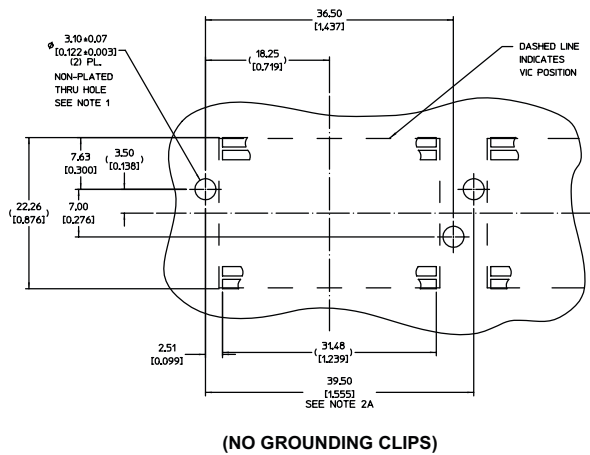 36.50
[1.437]
ø 3.10±0.07
[0.122±0.003]
(2) PL.
NON-PLATED
THRU HOLE
SEE NOTE 1
(18.25)
[0.719]
DASHED LINE
INDICATES
VIC POSITION
7.63
[0.300]
(3.50)
[0.138]
(22.26)
[0.876]
7.00
[0.276]
2.51
[0.099]
(31.48)
[1.239]
39.50
[1.555]
SEE NOTE 2A
(NO GROUNDING CLIPS)